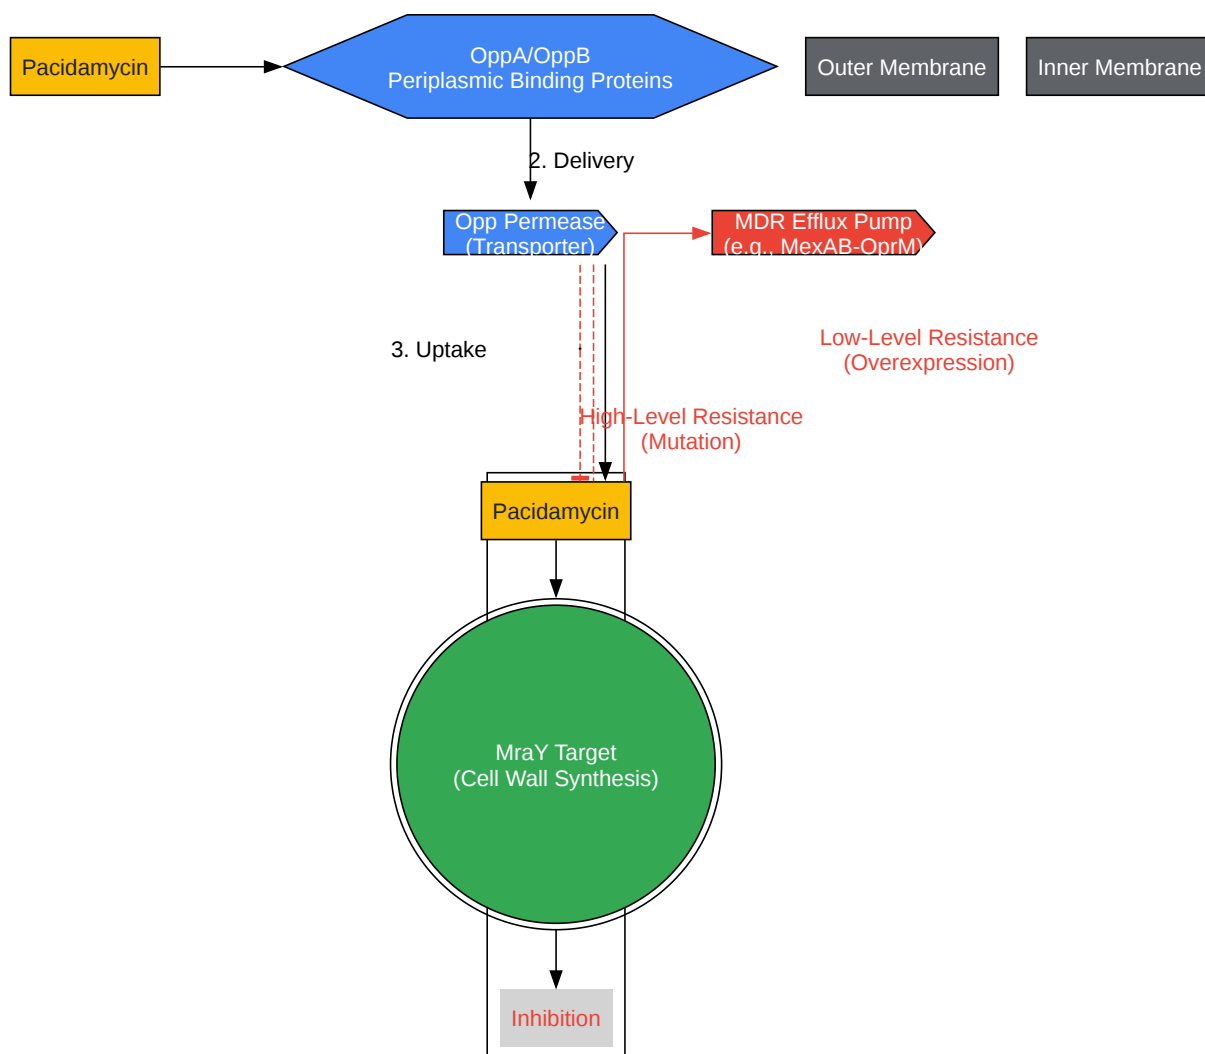 Pacidamycin
OppA/OppB
Periplasmic Binding Proteins
Outer Membrane
Inner Membrane
2. Delivery
Opp Permease
(Transporter)
MDR Efflux Pump
(e.g., MexAB-OprM)
3. Uptake
Low-Level Resistance
(Overexpression)
High-Level Resistance
(Mutation)
Pacidamycin
MraY Target
(Cell Wall Synthesis)
Inhibition